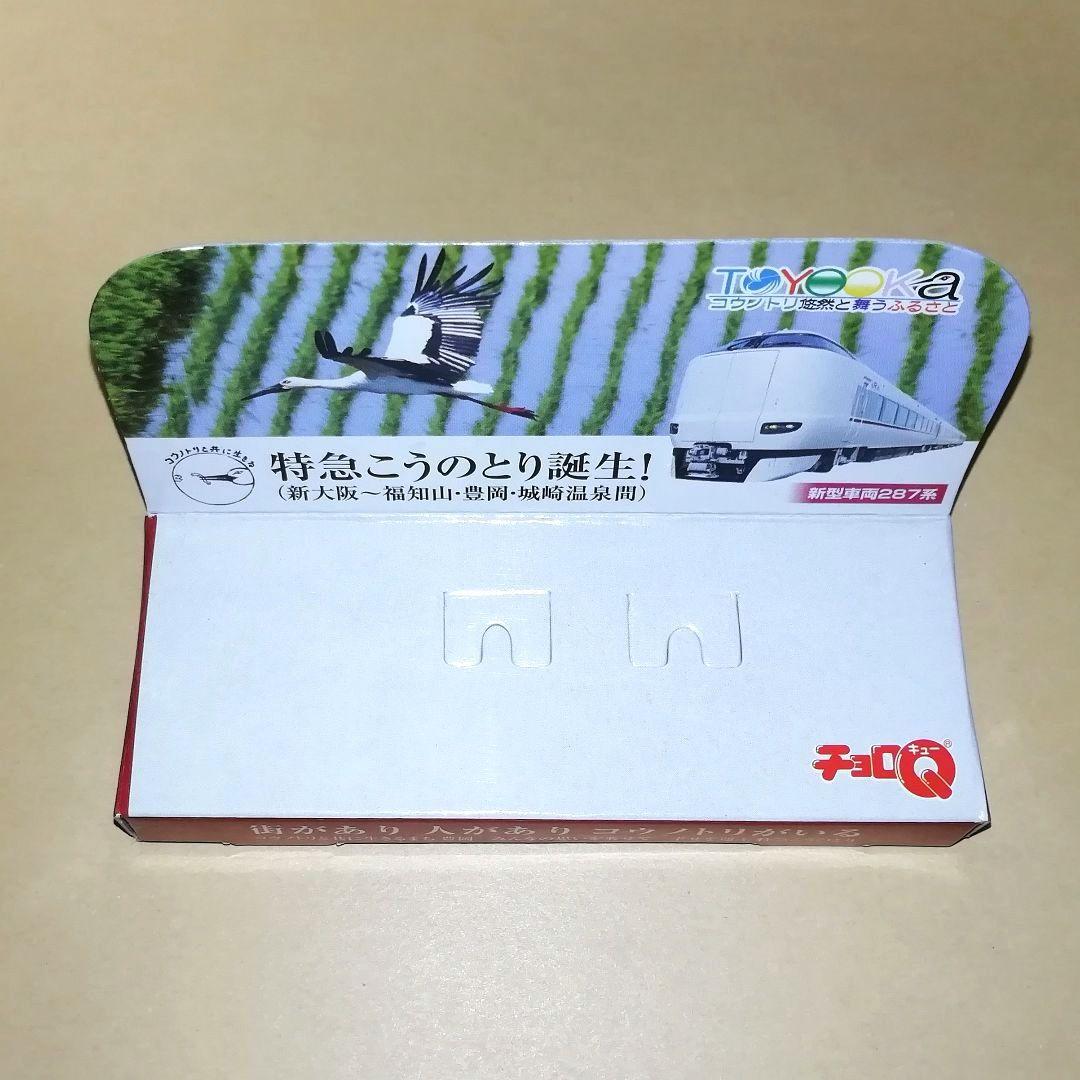 TOYOOKa
コウノトリ悠然と舞うふるさと
コウノトリと共に生きる
特急こうのとり誕生!
(新大阪～福知山・豊岡・城崎温泉間)
新型車両287系
チョロQ
キュー
®
街があり 人があり コウノトリがいる